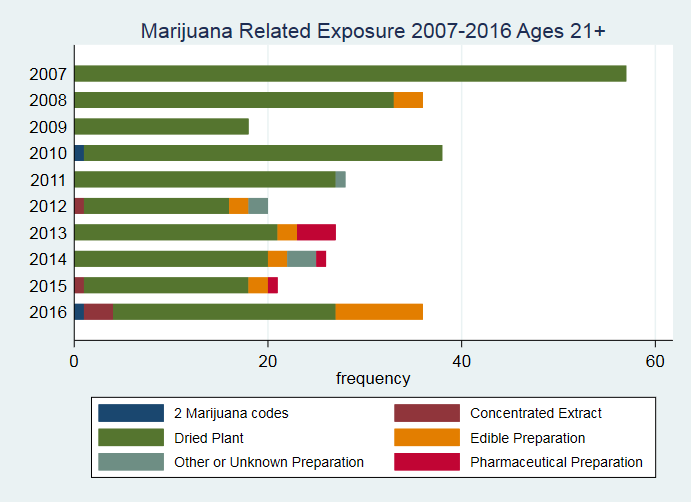 Marijuana Related Exposure 2007-2016 Ages 21+
2007
2008
2009
2010
2011
2012
2013
2014
2015
2016
0 20 40 60
frequency
2 Marijuana codes Concentrated Extract
Dried Plant Edible Preparation
Other or Unknown Preparation Pharmaceutical Preparation